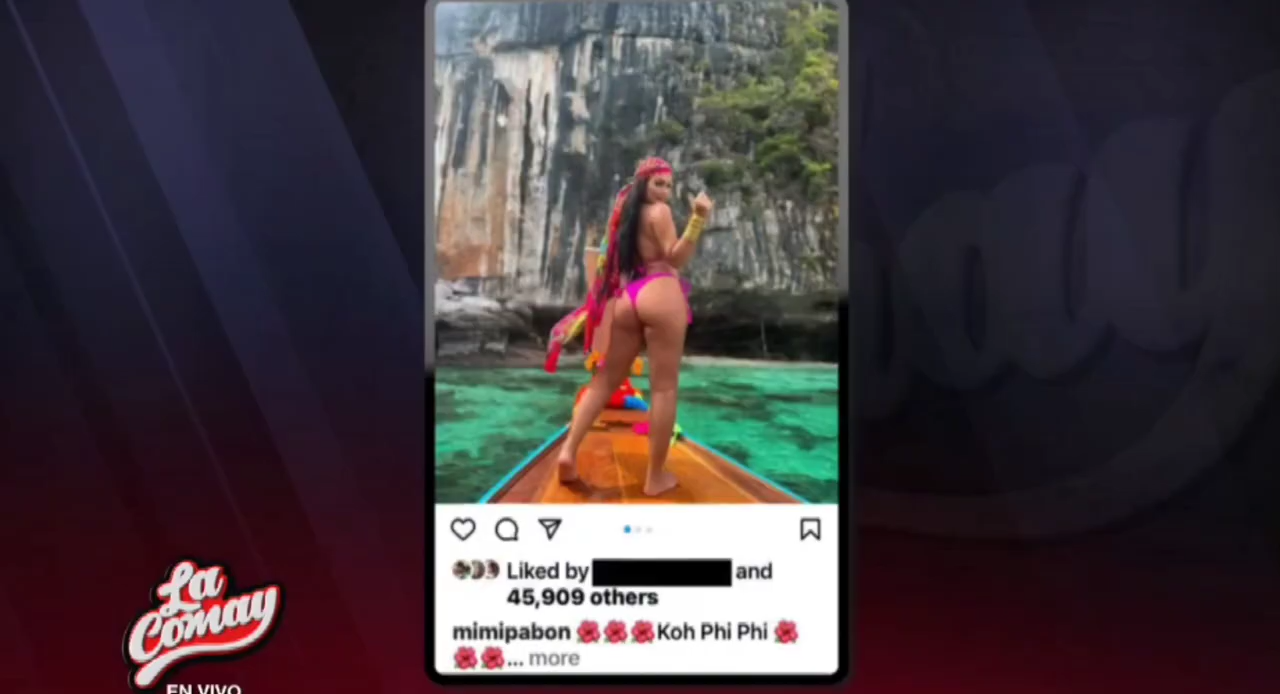 Liked by and
45,909 others
mimipabon 🌺🌺🌺Koh Phi Phi 🌺
🌺🌺... more
La
Comay
EN VIVO